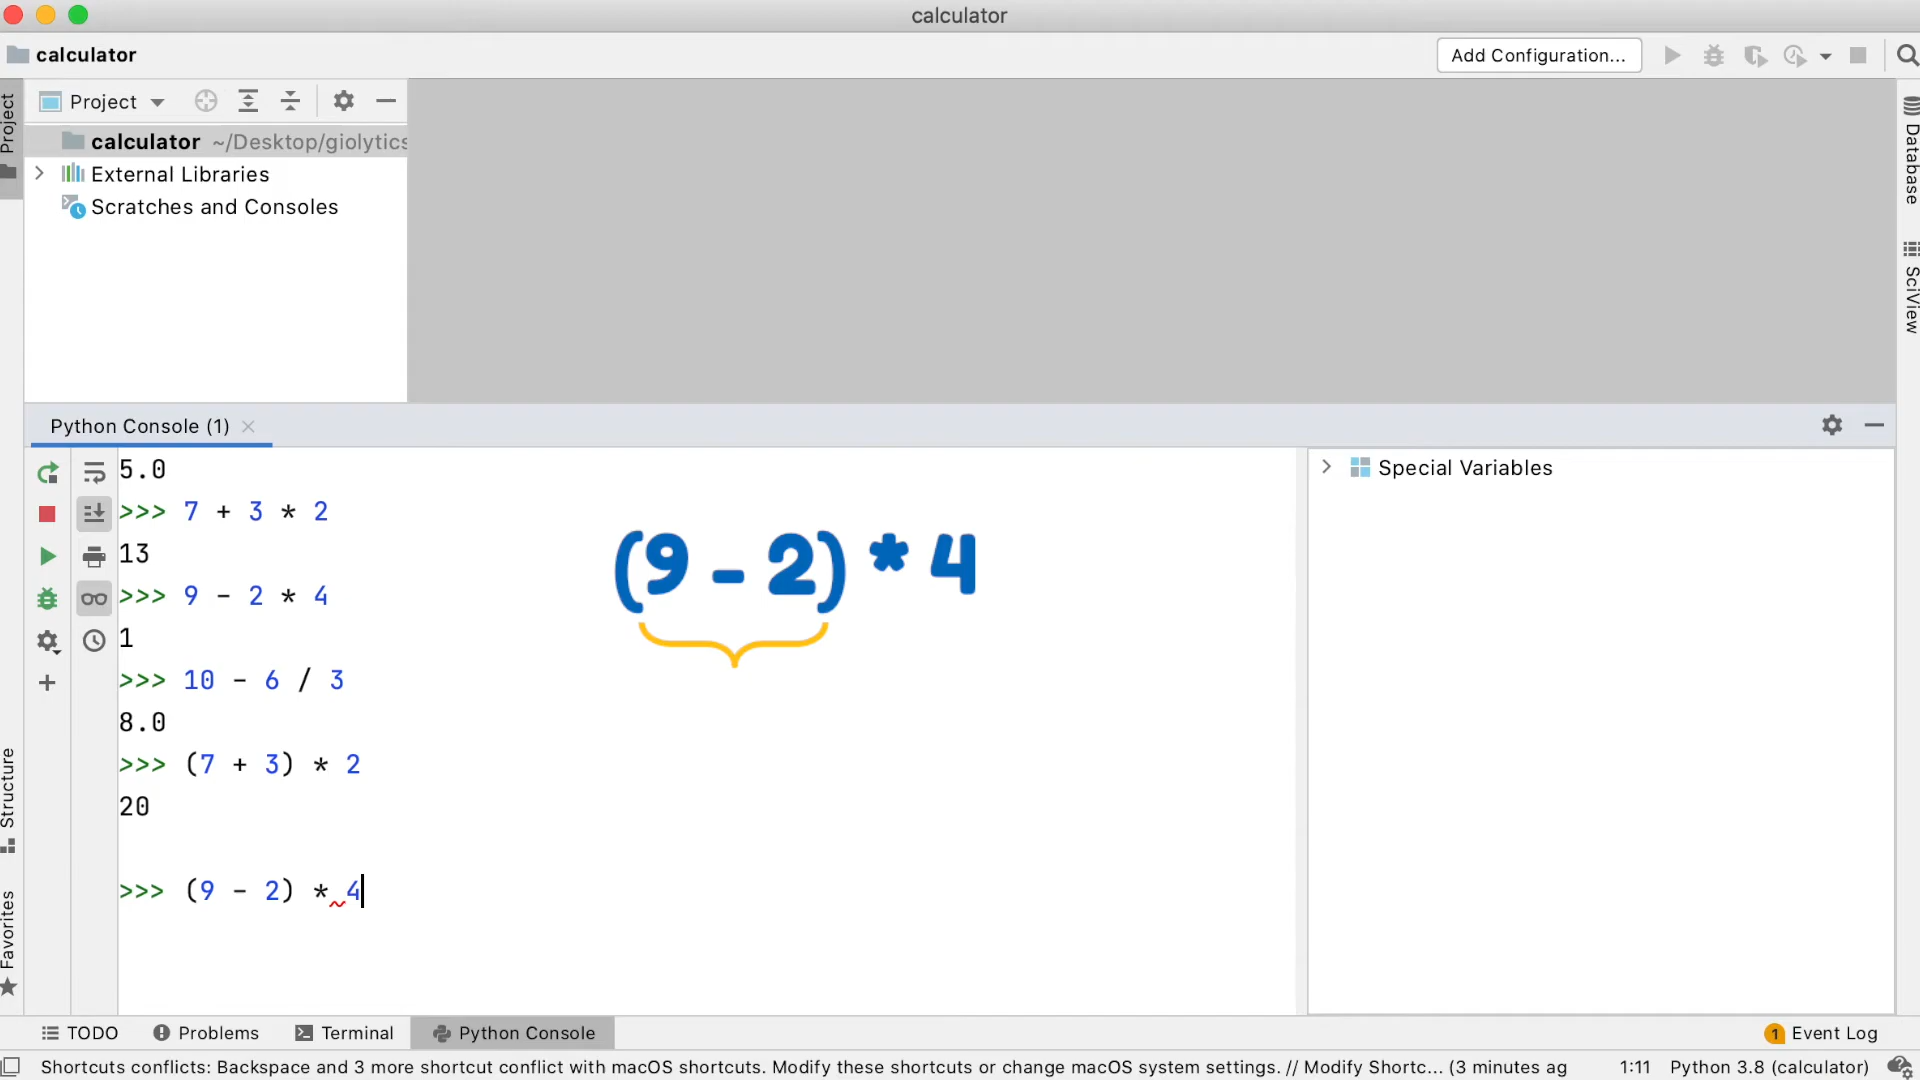 calculator
calculator
Add Configuration...
Project
Project
calculator ~/Desktop/giolytics
External Libraries
Scratches and Consoles
Database
SciView
Python Console (1)
5.0
>>> 7 + 3 * 2
13
>>> 9 - 2 * 4
1
>>> 10 - 6 / 3
8.0
>>> (7 + 3) * 2
20
>>> (9 - 2) * 4
(9 - 2) * 4
Special Variables
Structure
Favorites
TODO
Problems
Terminal
Python Console
1 Event Log
Shortcuts conflicts: Backspace and 3 more shortcut conflict with macOS shortcuts. Modify these shortcuts or change macOS system settings. // Modify Shortc... (3 minutes ag
1:11
Python 3.8 (calculator)